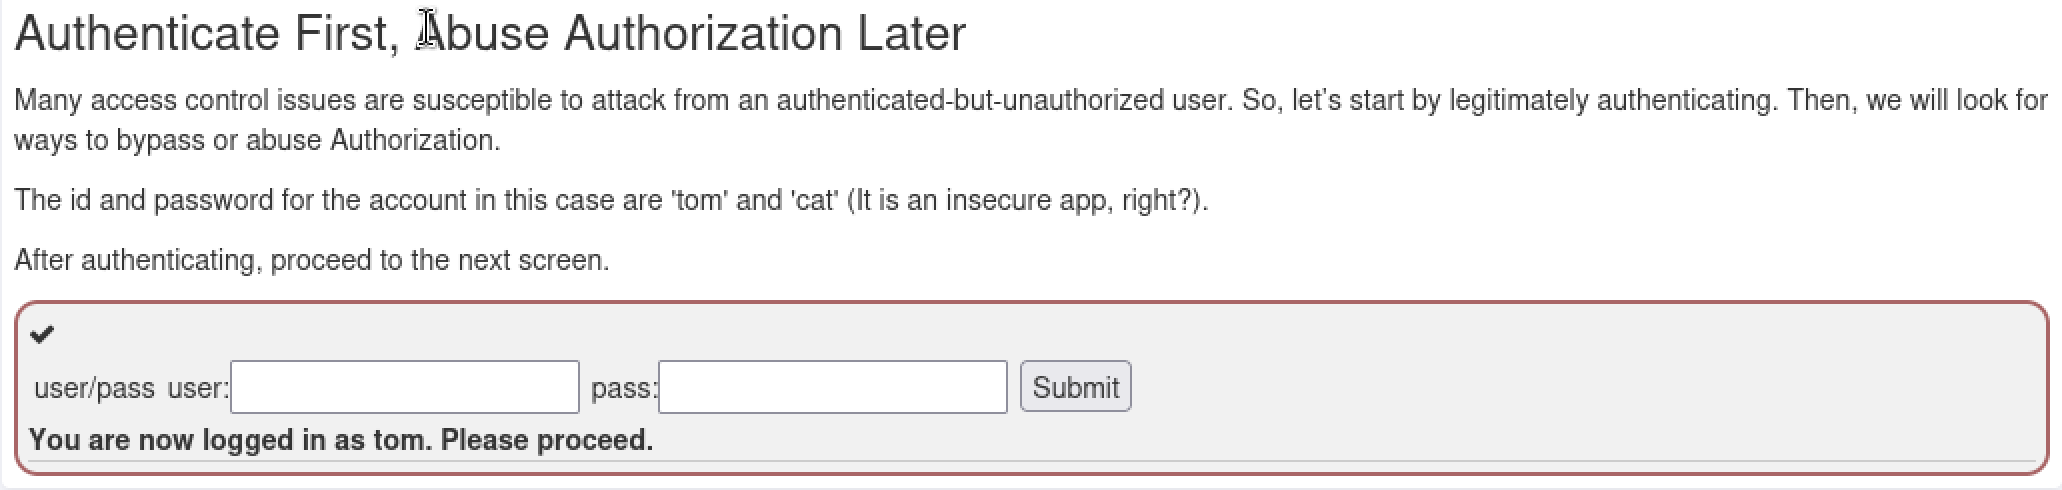 Authenticate First, Abuse Authorization Later
Many access control issues are susceptible to attack from an authenticated-but-unauthorized user. So, let’s start by legitimately authenticating. Then, we will look for
ways to bypass or abuse Authorization.
The id and password for the account in this case are 'tom' and 'cat' (It is an insecure app, right?).
After authenticating, proceed to the next screen.
user/pass user: pass: Submit
You are now logged in as tom. Please proceed.